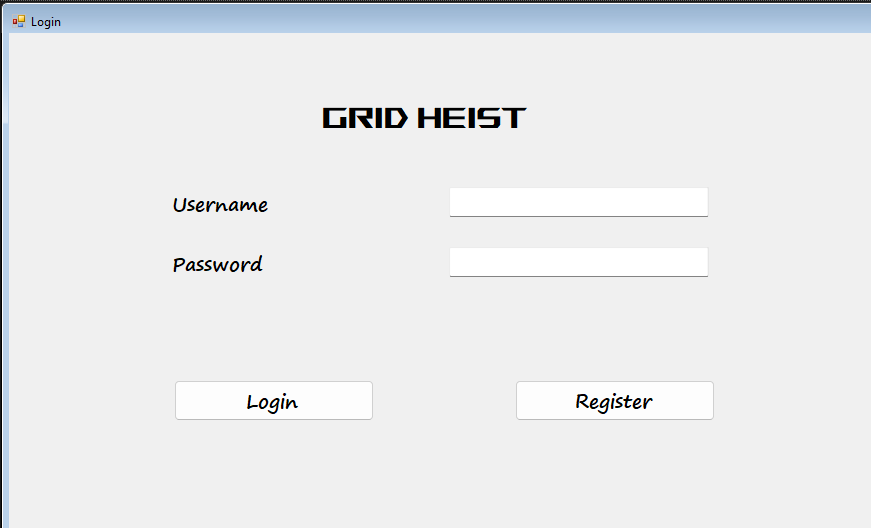 Login
GRID HEIST
Username
Password
Login
Register